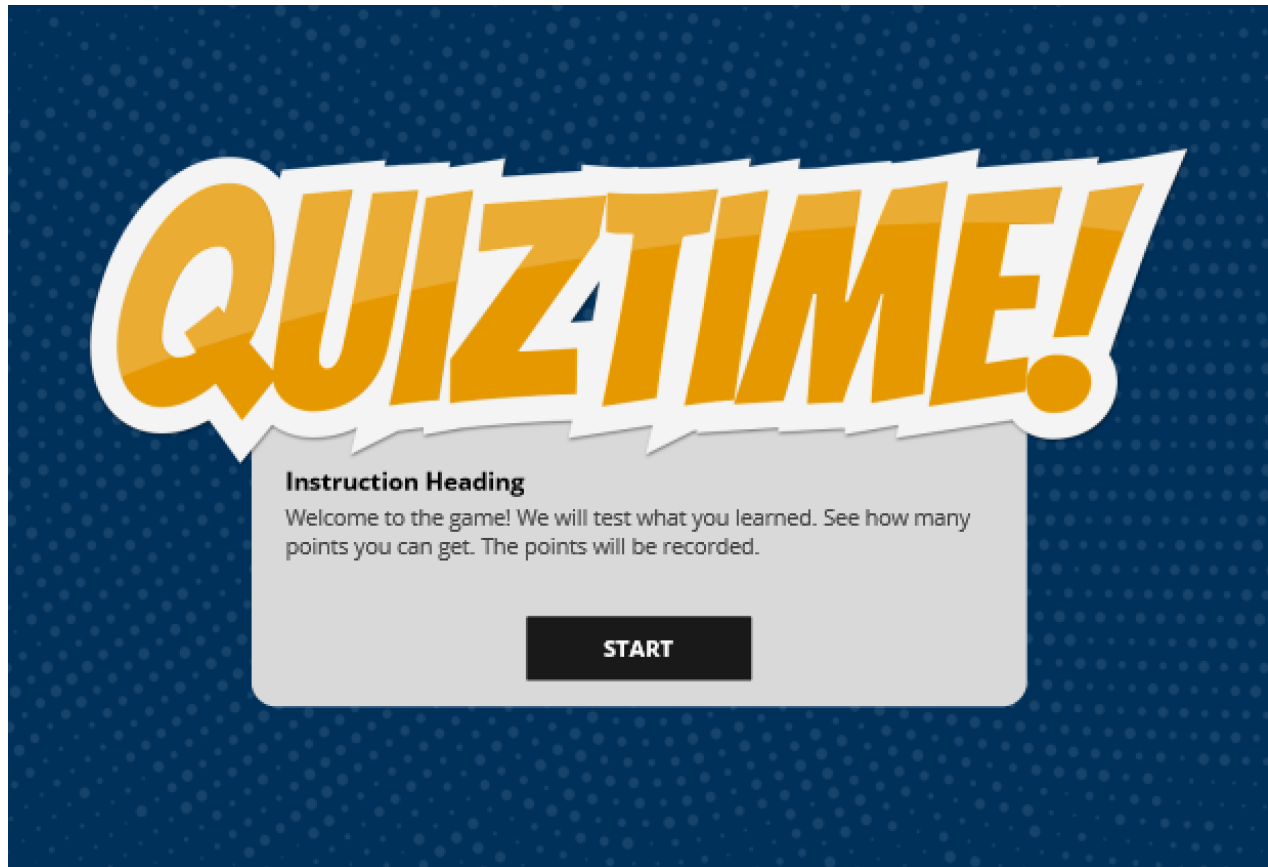 QUIZTIME!
Instruction Heading
Welcome to the game! We will test what you learned. See how many
points you can get. The points will be recorded.
START